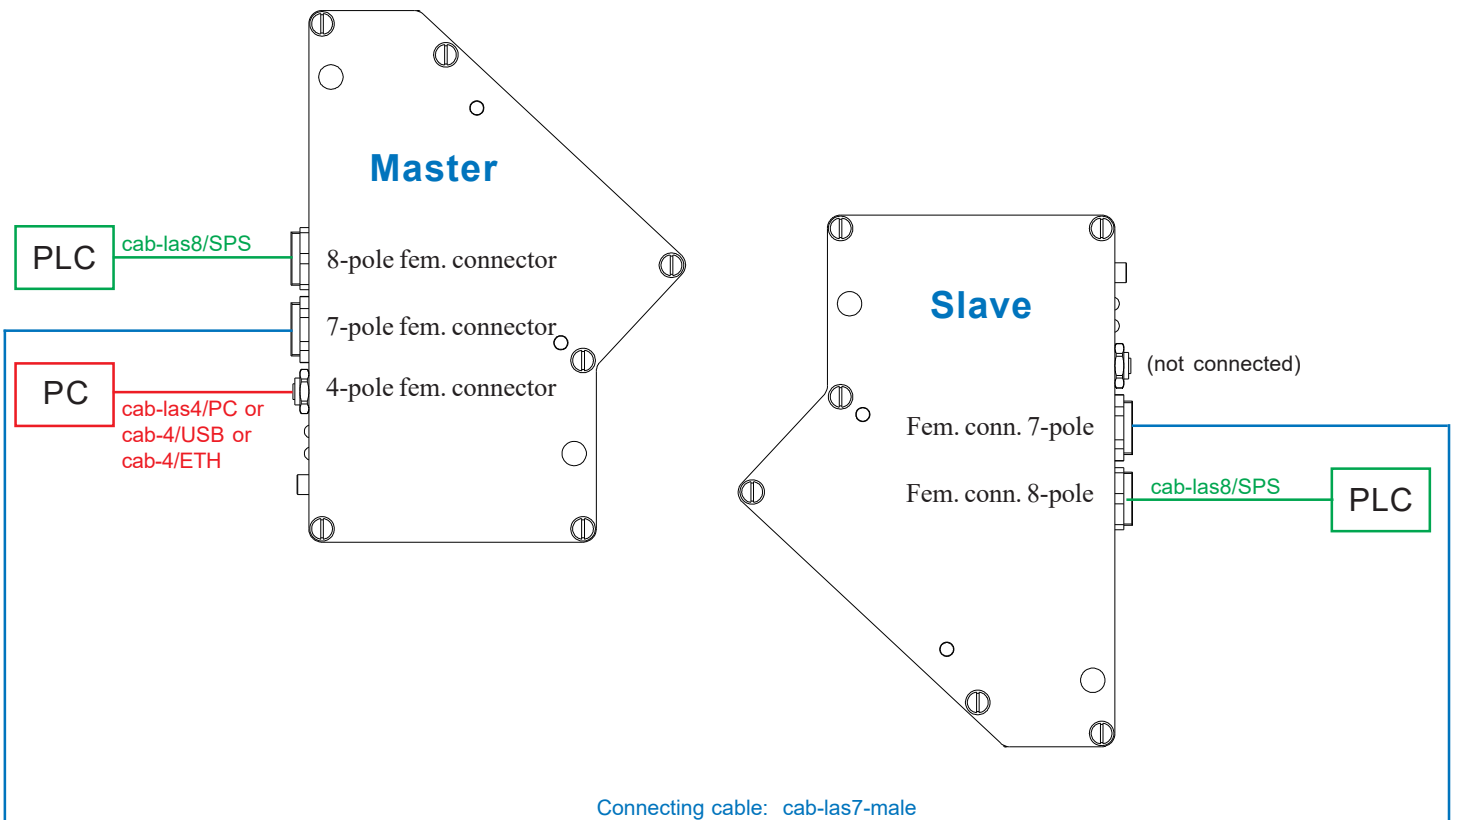 Master
PLC
cab-las8/SPS
8-pole fem. connector
7-pole fem. connector
PC
4-pole fem. connector
cab-las4/PC or
cab-4/USB or
cab-4/ETH
Slave
(not connected)
Fem. conn. 7-pole
Fem. conn. 8-pole
cab-las8/SPS
PLC
Connecting cable: cab-las7-male